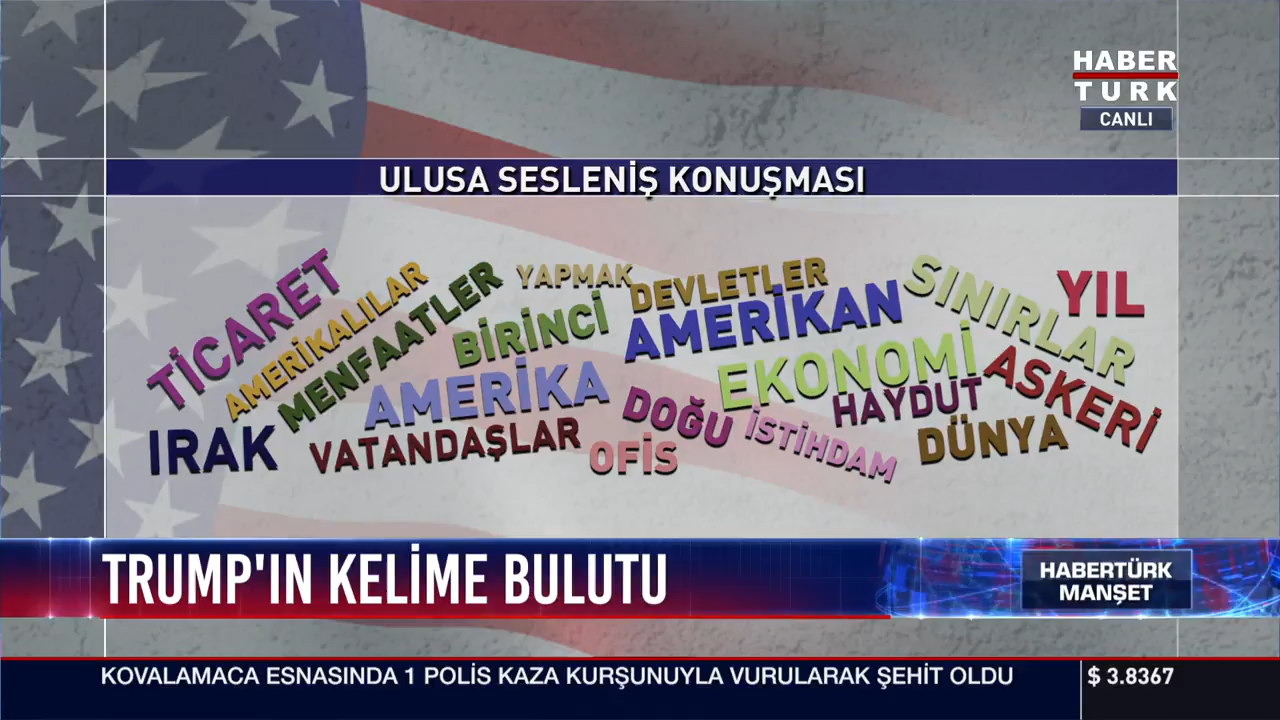 HABER
TURK
CANLI
ULUSA SESLENİŞ KONUŞMASI
TİCARET
AMERİKALILAR
MENFAATLER
YAPMAK
BİRİNCİ
DEVLETLER
AMERİKAN
SINIRLAR
YIL
AMERİKA
EKONOMİ
ASKERİ
IRAK
VATANDAŞLAR
OFİS
DOĞU
İSTİHDAM
HAYDUT
DÜNYA
TRUMP'IN KELİME BULUTU
HABERTÜRK
MANŞET
KOVALAMACA ESNASINDA 1 POLİS KAZA KURŞUNUYLA VURULARAK ŞEHİT OLDU
$ 3.8367